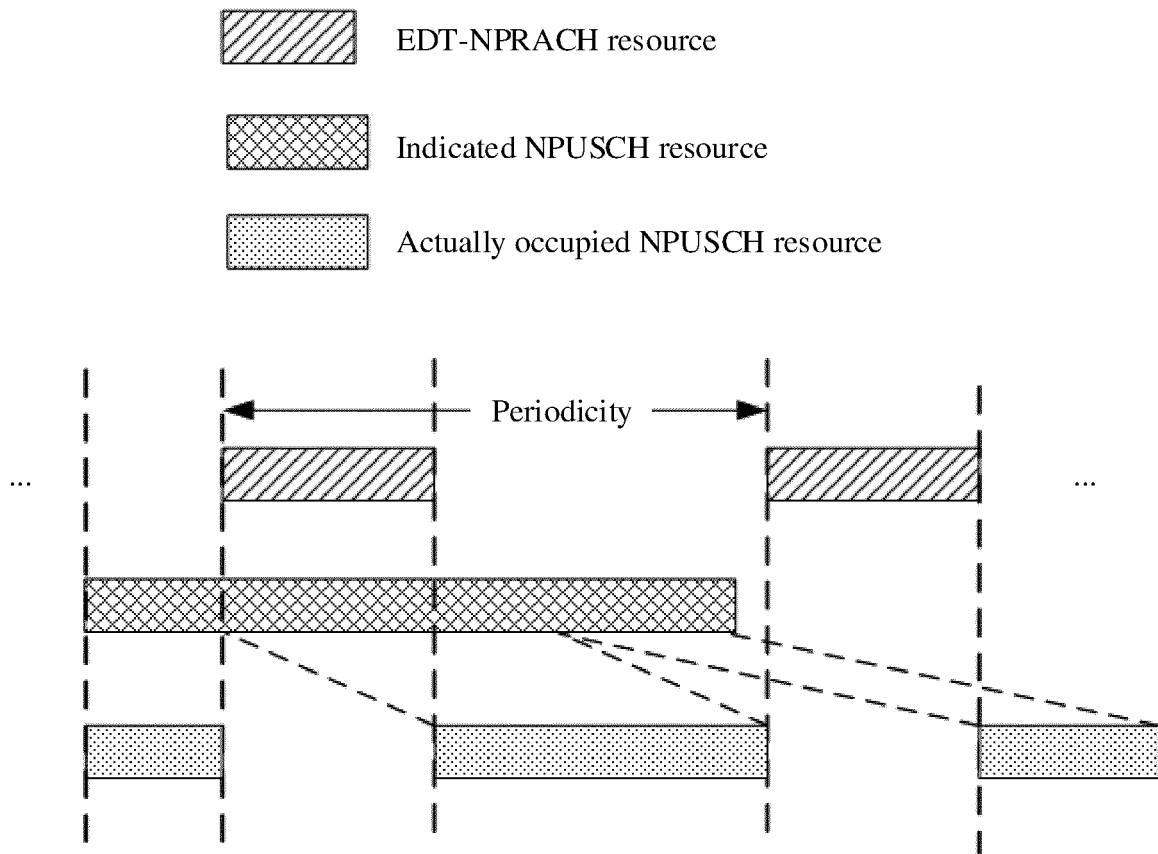 EDT-NPRACH resource
Indicated NPUSCH resource
Actually occupied NPUSCH resource
Periodicity
... ...